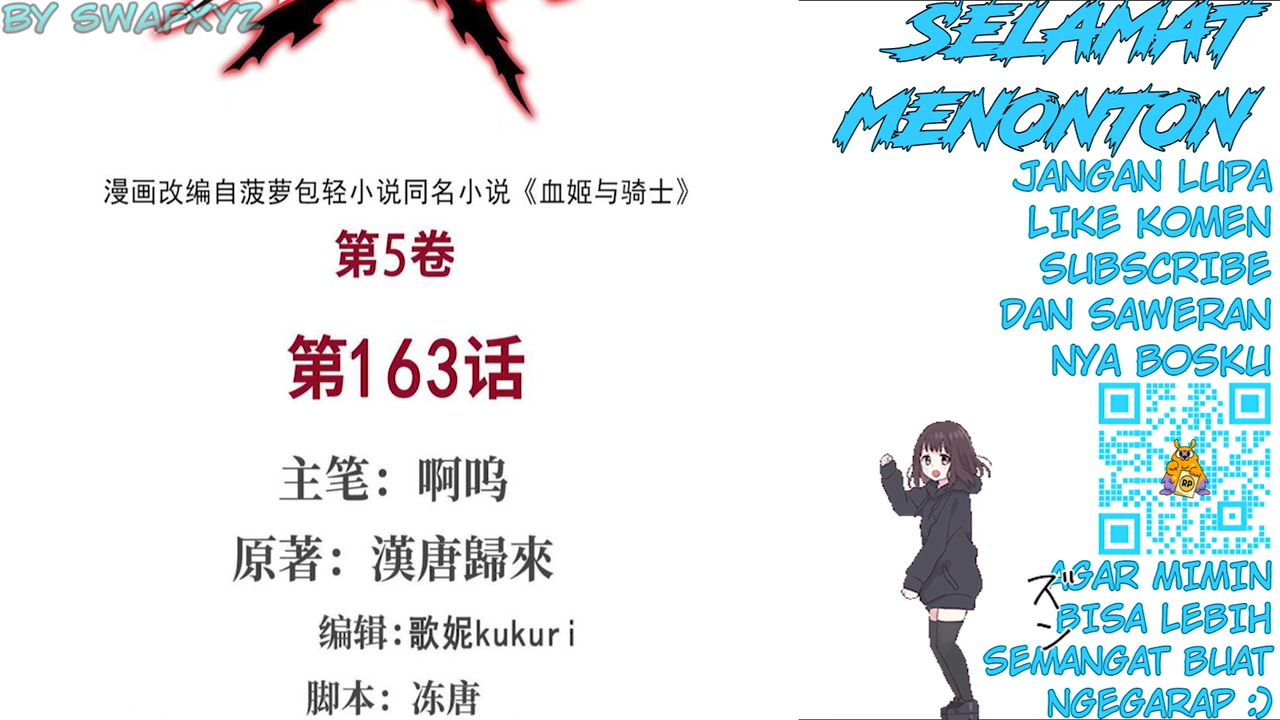 BY SWAFXYZ
漫画改编自菠萝包轻小说同名小说《血姬与骑士》
第5卷
第163话
主笔：啊呜
原著：漢唐歸來
编辑:歌妮kukuri
脚本：冻唐
SELAMAT
MENONTON
JANGAN LUPA
LIKE KOMEN
SUBSCRIBE
DAN SAWERAN
NYA BOSKU
RP
AGAR MIMIN
BISA LEBIH
SEMANGAT BUAT
NGEGARAP :)
ズ
ン